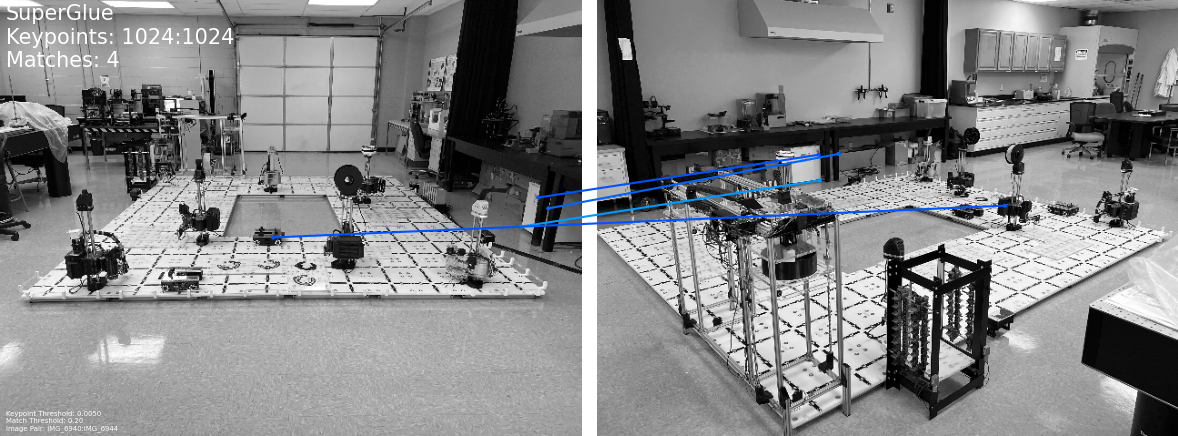 SuperGlue
Keypoints: 1024:1024
Matches: 4
Keypoint Threshold: 0.0050
Match Threshold: 0.20
Image Pair: IMG_6940:IMG_6944